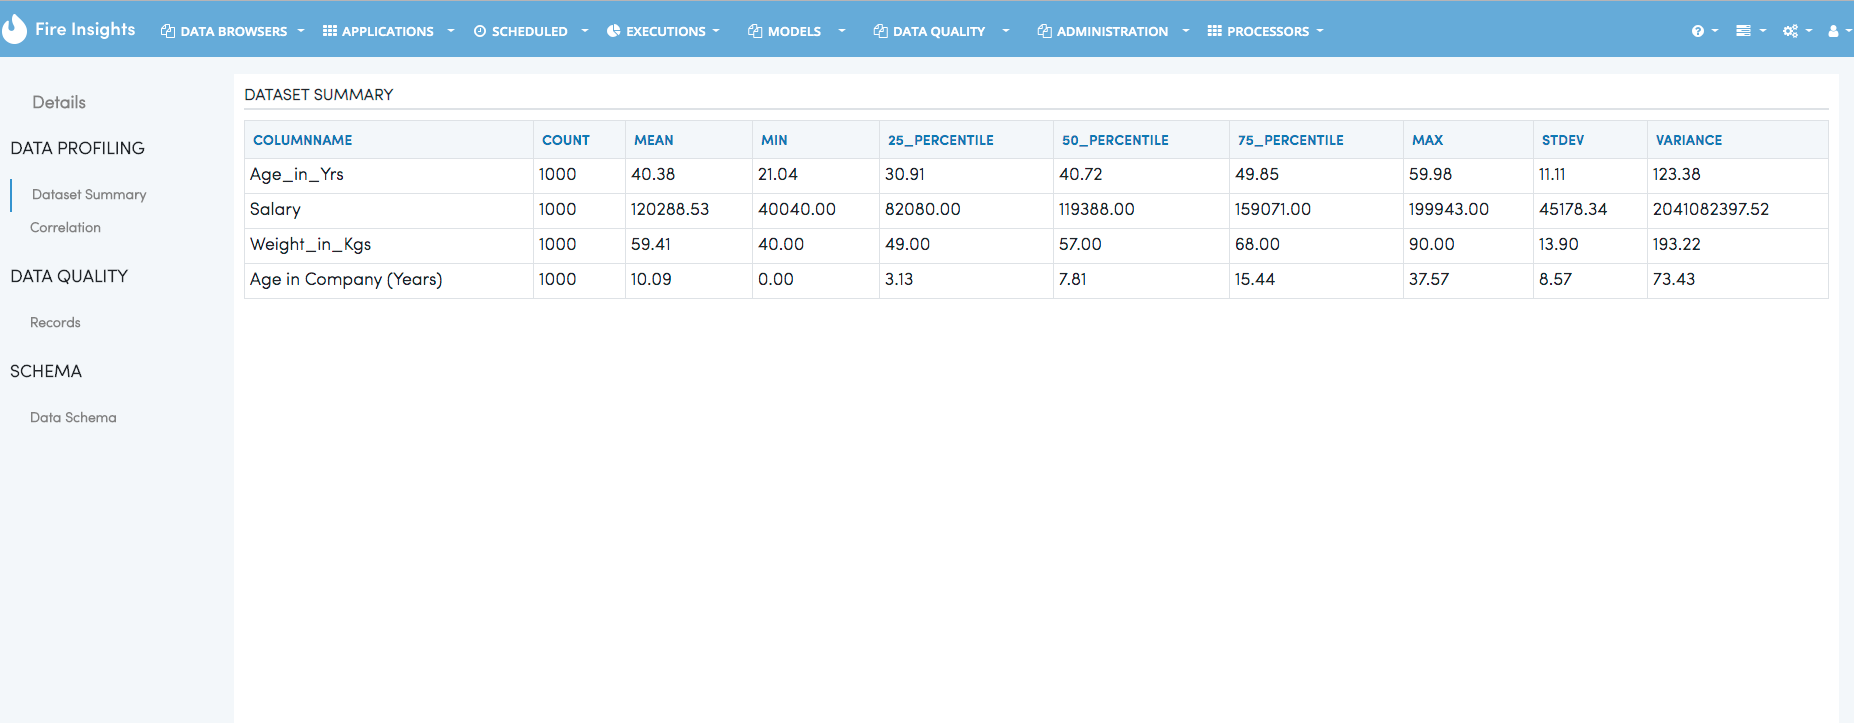 Fire Insights DATA BROWSERS APPLICATIONS SCHEDULED EXECUTIONS MODELS DATA QUALITY ADMINISTRATION PROCESSORS
Details
DATA PROFILING
Dataset Summary
Correlation
DATA QUALITY
Records
SCHEMA
Data Schema
DATASET SUMMARY
COLUMNNAME COUNT MEAN MIN 25_PERCENTILE 50_PERCENTILE 75_PERCENTILE MAX STDEV VARIANCE
Age_in_Yrs 1000 40.38 21.04 30.91 40.72 49.85 59.98 11.11 123.38
Salary 1000 120288.53 40040.00 82080.00 119388.00 159071.00 199943.00 45178.34 2041082397.52
Weight_in_Kgs 1000 59.41 40.00 49.00 57.00 68.00 90.00 13.90 193.22
Age in Company (Years) 1000 10.09 0.00 3.13 7.81 15.44 37.57 8.57 73.43